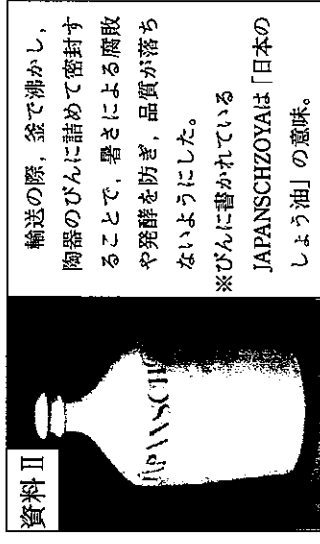 資料Ⅱ
JAPANSCHO
輸送の際，釜で沸かし，
陶器のびんに詰めて密封す
ることで，暑さによる腐敗
や発酵を防ぎ，品質が落ち
ないようにした。
※びんに書かれている
JAPANSCHZOYAは「日本の
しょう油」の意味。